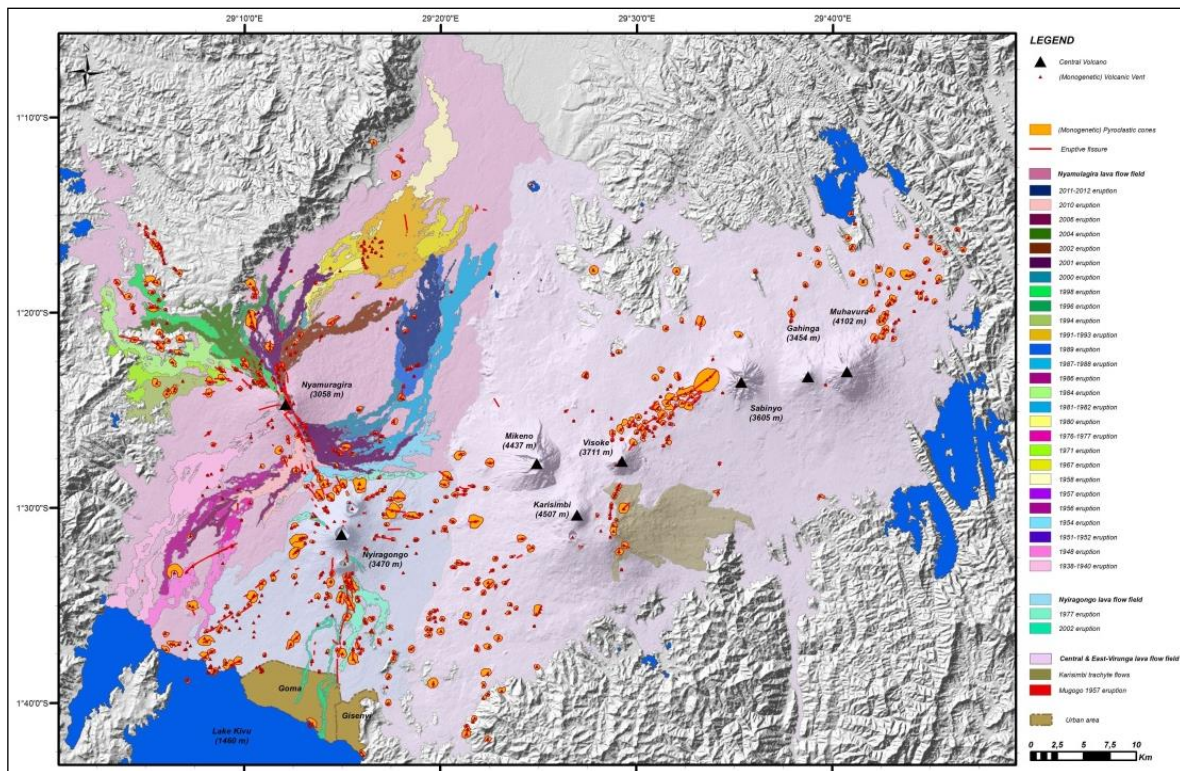 29°10'0"E
29°20'0"E
29°30'0"E
29°40'0"E
1°10'0"S
1°20'0"S
1°30'0"S
1°40'0"S
Muhavura
(4102 m)
Gahinga
(3454 m)
Nyamuragira
(3058 m)
Sabinyo
(3605 m)
Mikeno
(4437 m)
Visoke
(3711 m)
Karisimbi
(4507 m)
Nyiragongo
(3470 m)
Goma
Gisenyi
Lake Kivu
(1460 m)
LEGEND
Central Volcano
(Monogenetic) Volcanic Vent
(Monogenetic) Pyroclastic cones
Eruptive fissure
Nyamulagira lava flow field
2011-2012 eruption
2010 eruption
2006 eruption
2004 eruption
2002 eruption
2001 eruption
2000 eruption
1998 eruption
1996 eruption
1994 eruption
1991-1993 eruption
1989 eruption
1987-1988 eruption
1986 eruption
1984 eruption
1981-1982 eruption
1980 eruption
1976-1977 eruption
1971 eruption
1967 eruption
1958 eruption
1957 eruption
1956 eruption
1954 eruption
1951-1952 eruption
1948 eruption
1938-1940 eruption
Nyiragongo lava flow field
1977 eruption
2002 eruption
Central & East-Virunga lava flow field
Karisimbi trachyte flows
Mugogo 1957 eruption
Urban area
0 2,5 5 7,5 10
Km